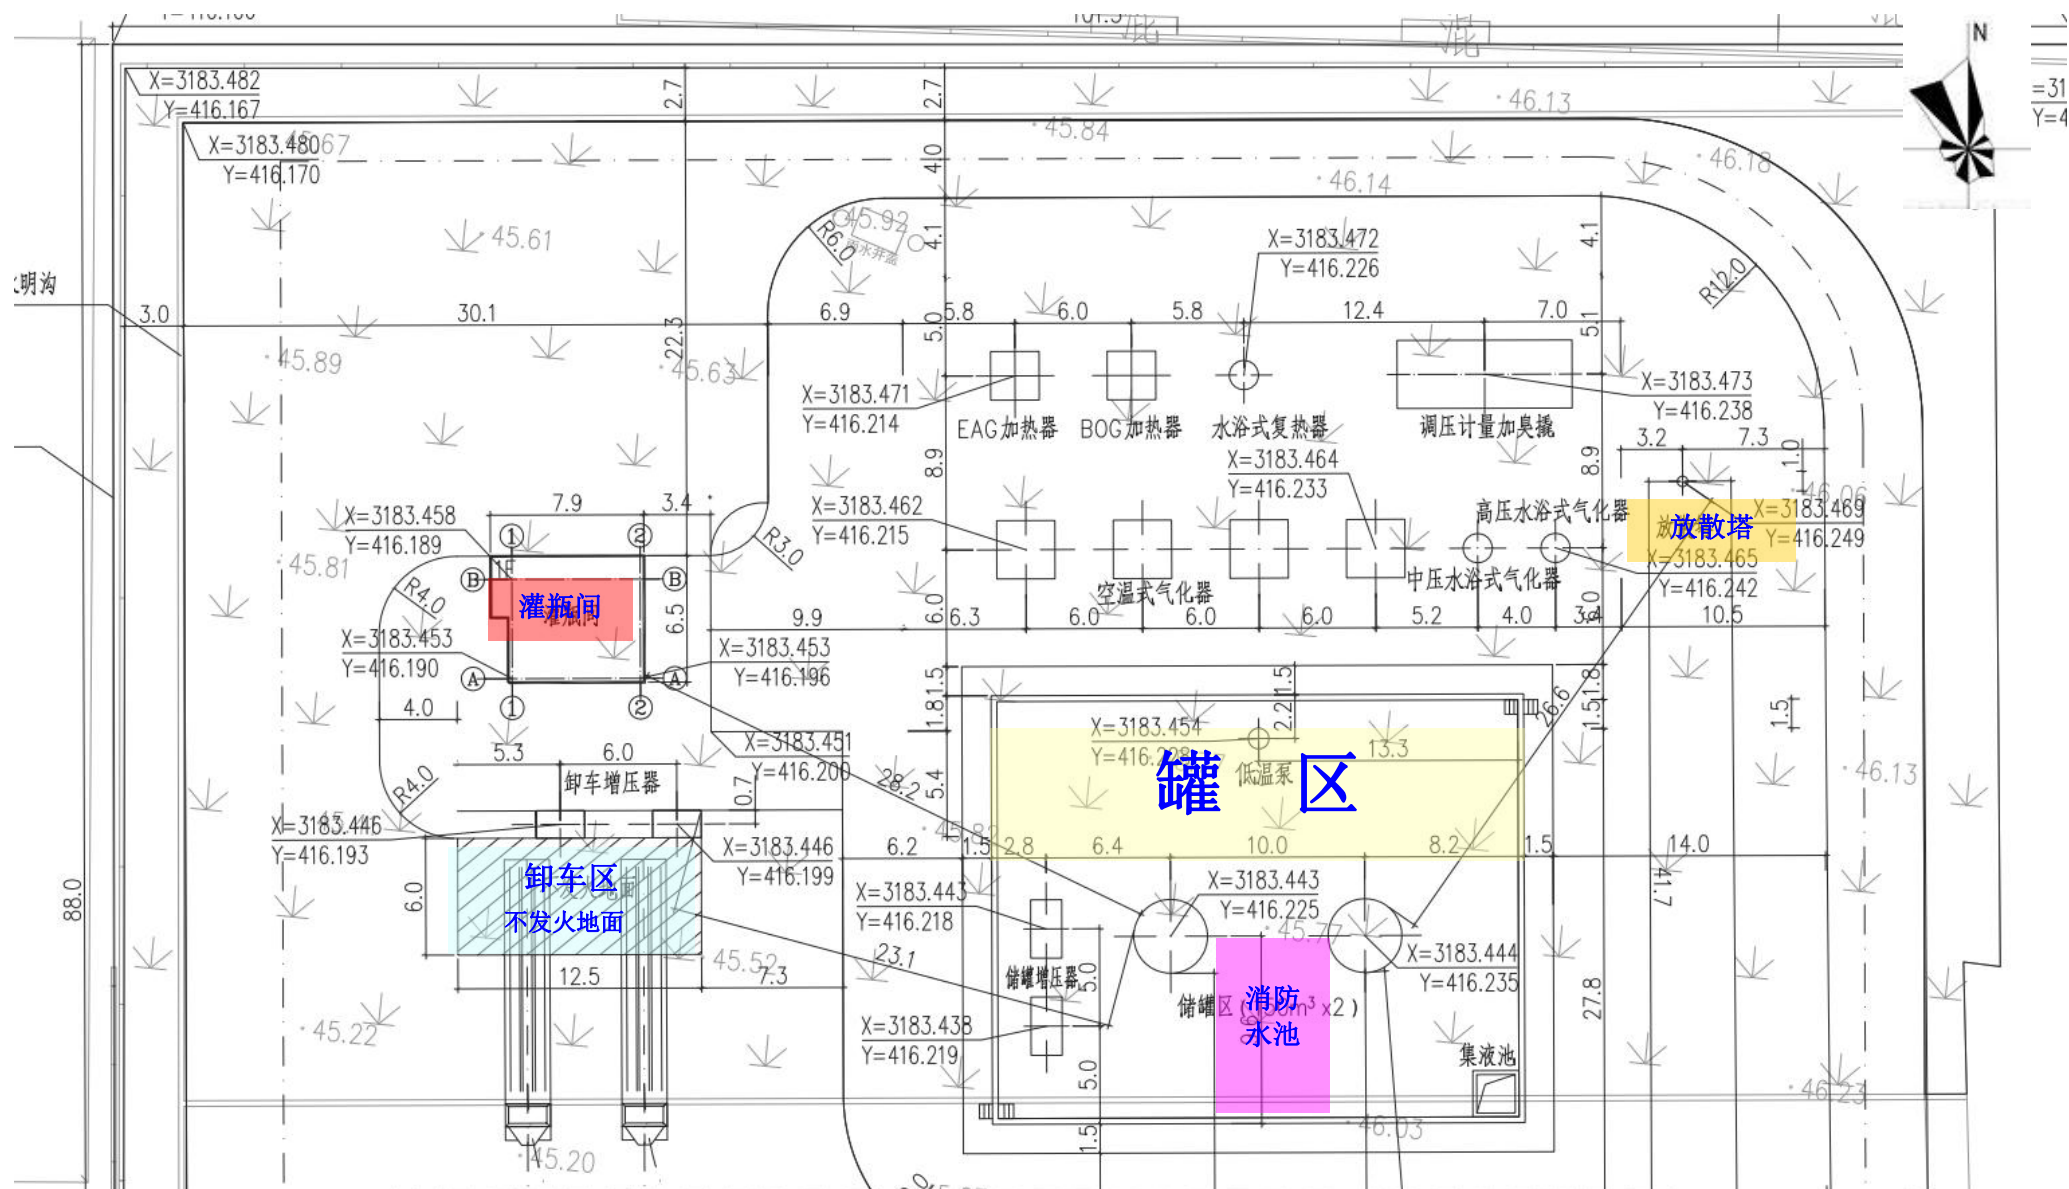 N
X=3183.482
Y=416.167
2.7
2.7
46.13
45.84
X=3183.480
Y=416.170
4.0
46.18
46.14
45.92
R6.0
4.1
45.61
X=3183.472
Y=416.226
4.1
R12.0
明沟
3.0
30.1
22.3
6.9
5.8
5.0
6.0
5.8
12.4
7.0
5.1
45.89
45.63
X=3183.471
Y=416.214
X=3183.473
Y=416.238
EAG加热器
BOG加热器
水浴式复热器
调压计量加臭撬
3.2
7.3
1.0
8.9
X=3183.464
Y=416.233
8.9
7.9
3.4
X=3183.458
Y=416.189
X=3183.462
Y=416.215
高压水浴式气化器
46.06
X=3183.469
Y=416.249
放散塔
① ②
R3.0
45.81
1F
B B
X=3183.465
Y=416.242
中压水浴式气化器
空温式气化器
R4.0
灌瓶间
6.5
9.9
6.0
6.3
6.0
6.0
6.0
5.2
4.0
3.4
10.5
X=3183.453
Y=416.190
X=3183.453
Y=416.196
A A
① ②
4.0
1.5
1.8
1.5
2.2
1.8
1.5
1.5
26.6
X=3183.454
13.3
低温泵
罐 区
5.3
6.0
X=3183.451
Y=416.200
卸车增压器
R4.0
0.7
28.2
5.4
46.13
X=3183.446
Y=416.193
X=3183.446
Y=416.199
6.2
1.5
2.8
6.4
10.0
8.2
1.5
14.0
卸车区
不发火地面
88.0
6.0
X=3183.443
Y=416.218
X=3183.443
Y=416.225
45.77
41.7
X=3183.444
Y=416.235
45.52
23.1
12.5
7.3
储罐增压器
5.0
储罐区
x2)
消防
水池
27.8
45.22
X=3183.438
Y=416.219
集液池
5.0
46.23
1.5
46.03
45.20